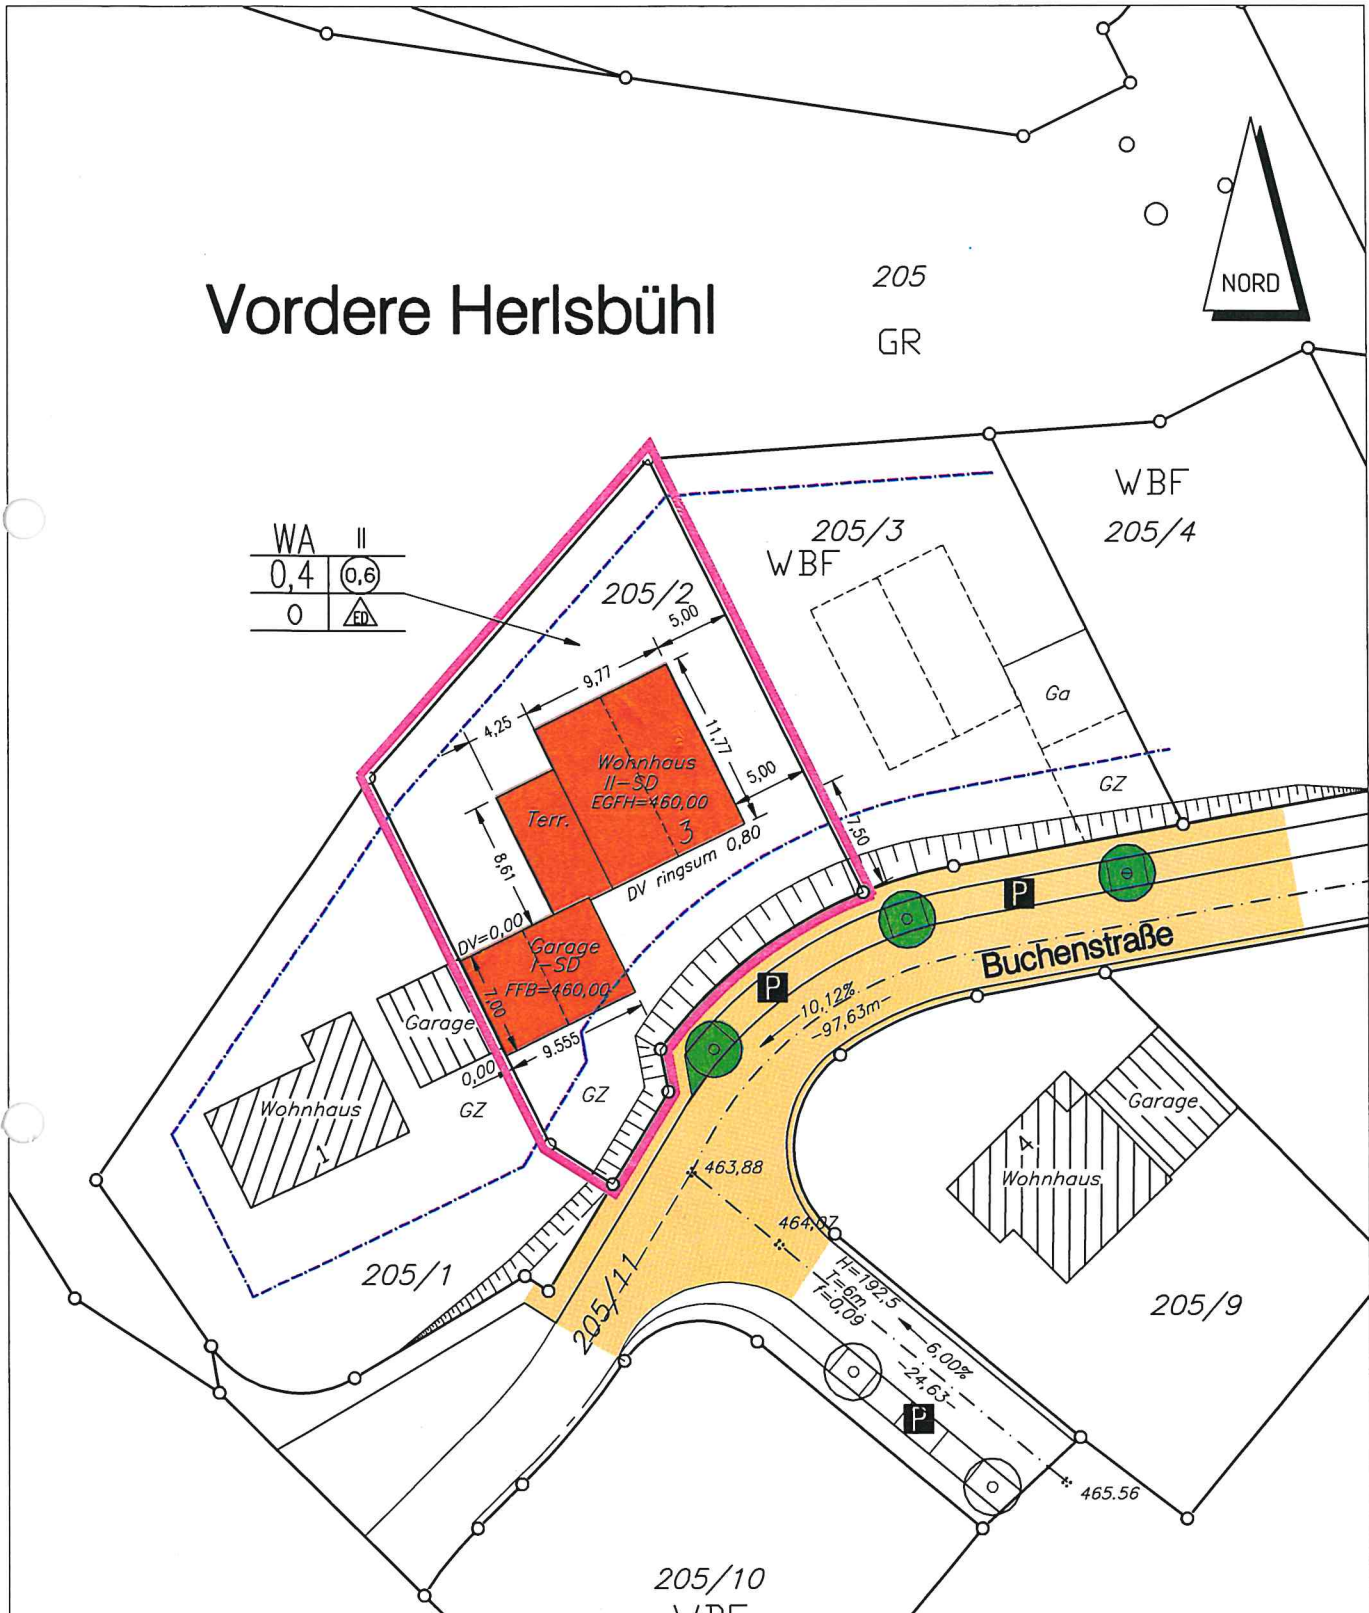 NORD
205
GR
Vordere Herlsbühl
WBF
205/4
205/3
WBF
WA II
0,4 0,6
0 ED
205/2
5,00
9,77
4,25
11,77
Ga
Wohnhaus
II-SD
EGFH=460,00
3
5,00
Terr.
8,61
7,50
GZ
DV ringsum 0,80
DV=0,00
Garage
I-SD
FFB=460,00
7,00
9.555
0,00
Garage
GZ
GZ
Wohnhaus
1
P
P
Buchenstraße
10,12%
97,63m
Garage
4
Wohnhaus
463,88
464,07
205/1
205/11
H=192.5
T=6m
f=0,09
6,00%
24,63
205/9
P
465.56
205/10
WBF